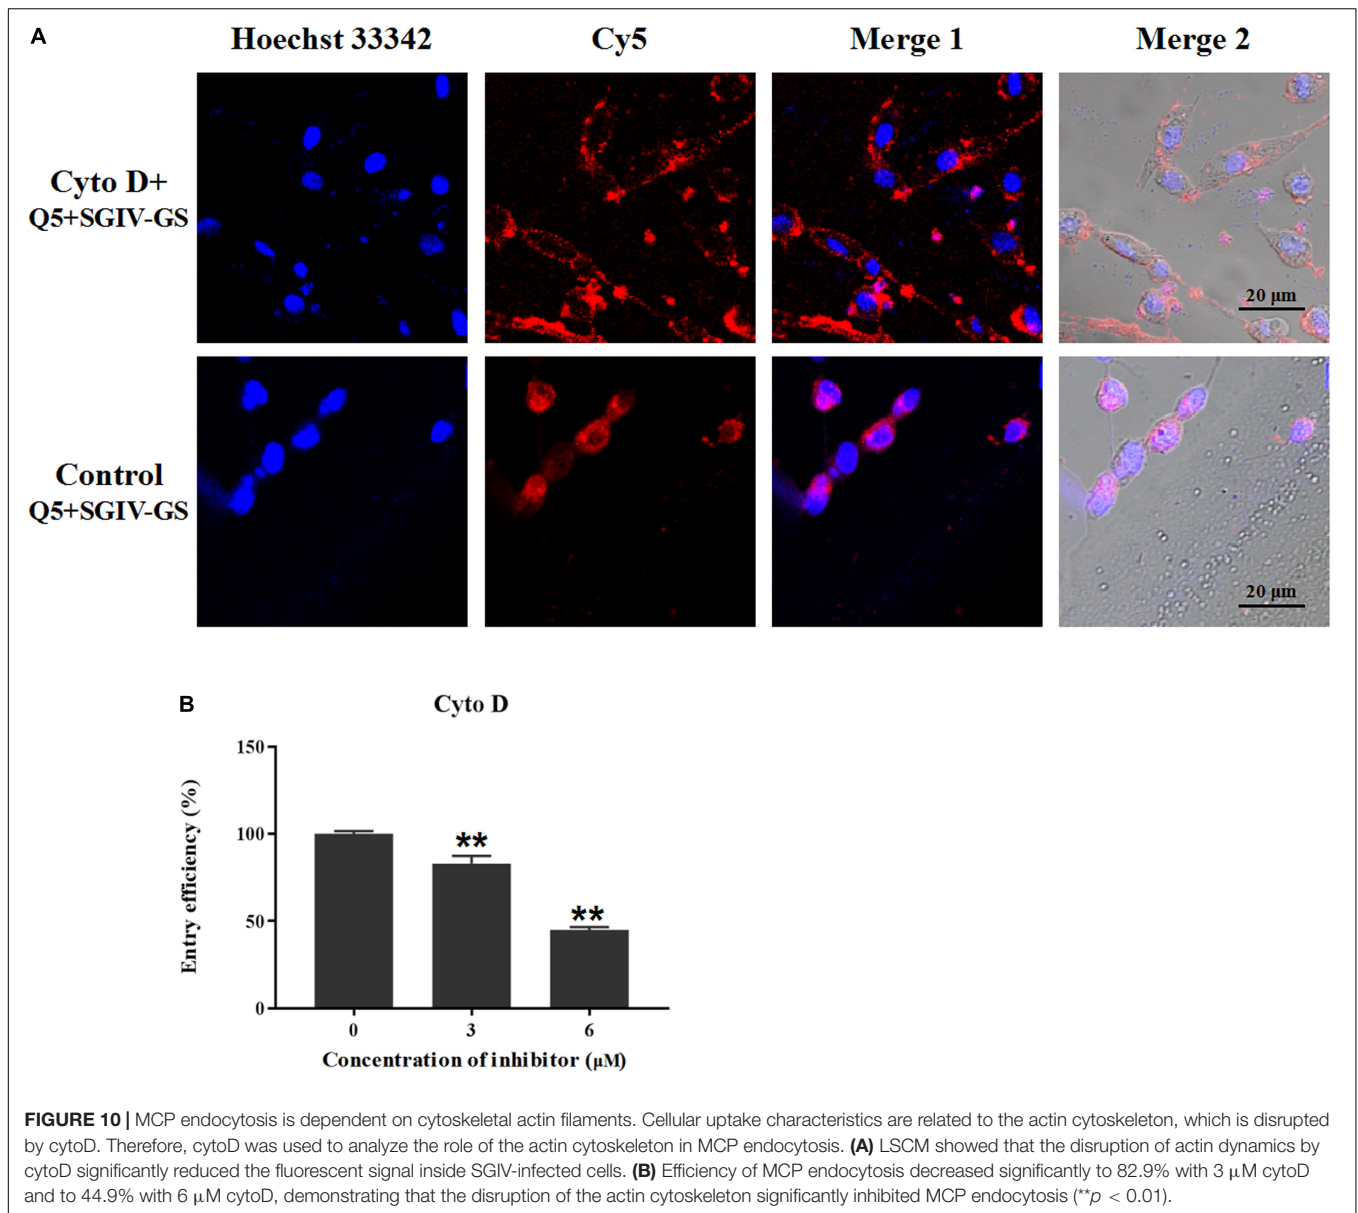 A
Hoechst 33342 Cy5 Merge 1 Merge 2
Cyto D+
Q5+SGIV-GS
20 μm
Control
Q5+SGIV-GS
20 μm
B
Cyto D
150
100
50
0
Entry efficiency (%)
**
**
0 3 6
Concentration of inhibitor (μM)
FIGURE 10 | MCP endocytosis is dependent on cytoskeletal actin filaments. Cellular uptake characteristics are related to the actin cytoskeleton, which is disrupted
by cytoD. Therefore, cytoD was used to analyze the role of the actin cytoskeleton in MCP endocytosis. (A) LSCM showed that the disruption of actin dynamics by
cytoD significantly reduced the fluorescent signal inside SGIV-infected cells. (B) Efficiency of MCP endocytosis decreased significantly to 82.9% with 3 μM cytoD
and to 44.9% with 6 μM cytoD, demonstrating that the disruption of the actin cytoskeleton significantly inhibited MCP endocytosis (**p < 0.01).